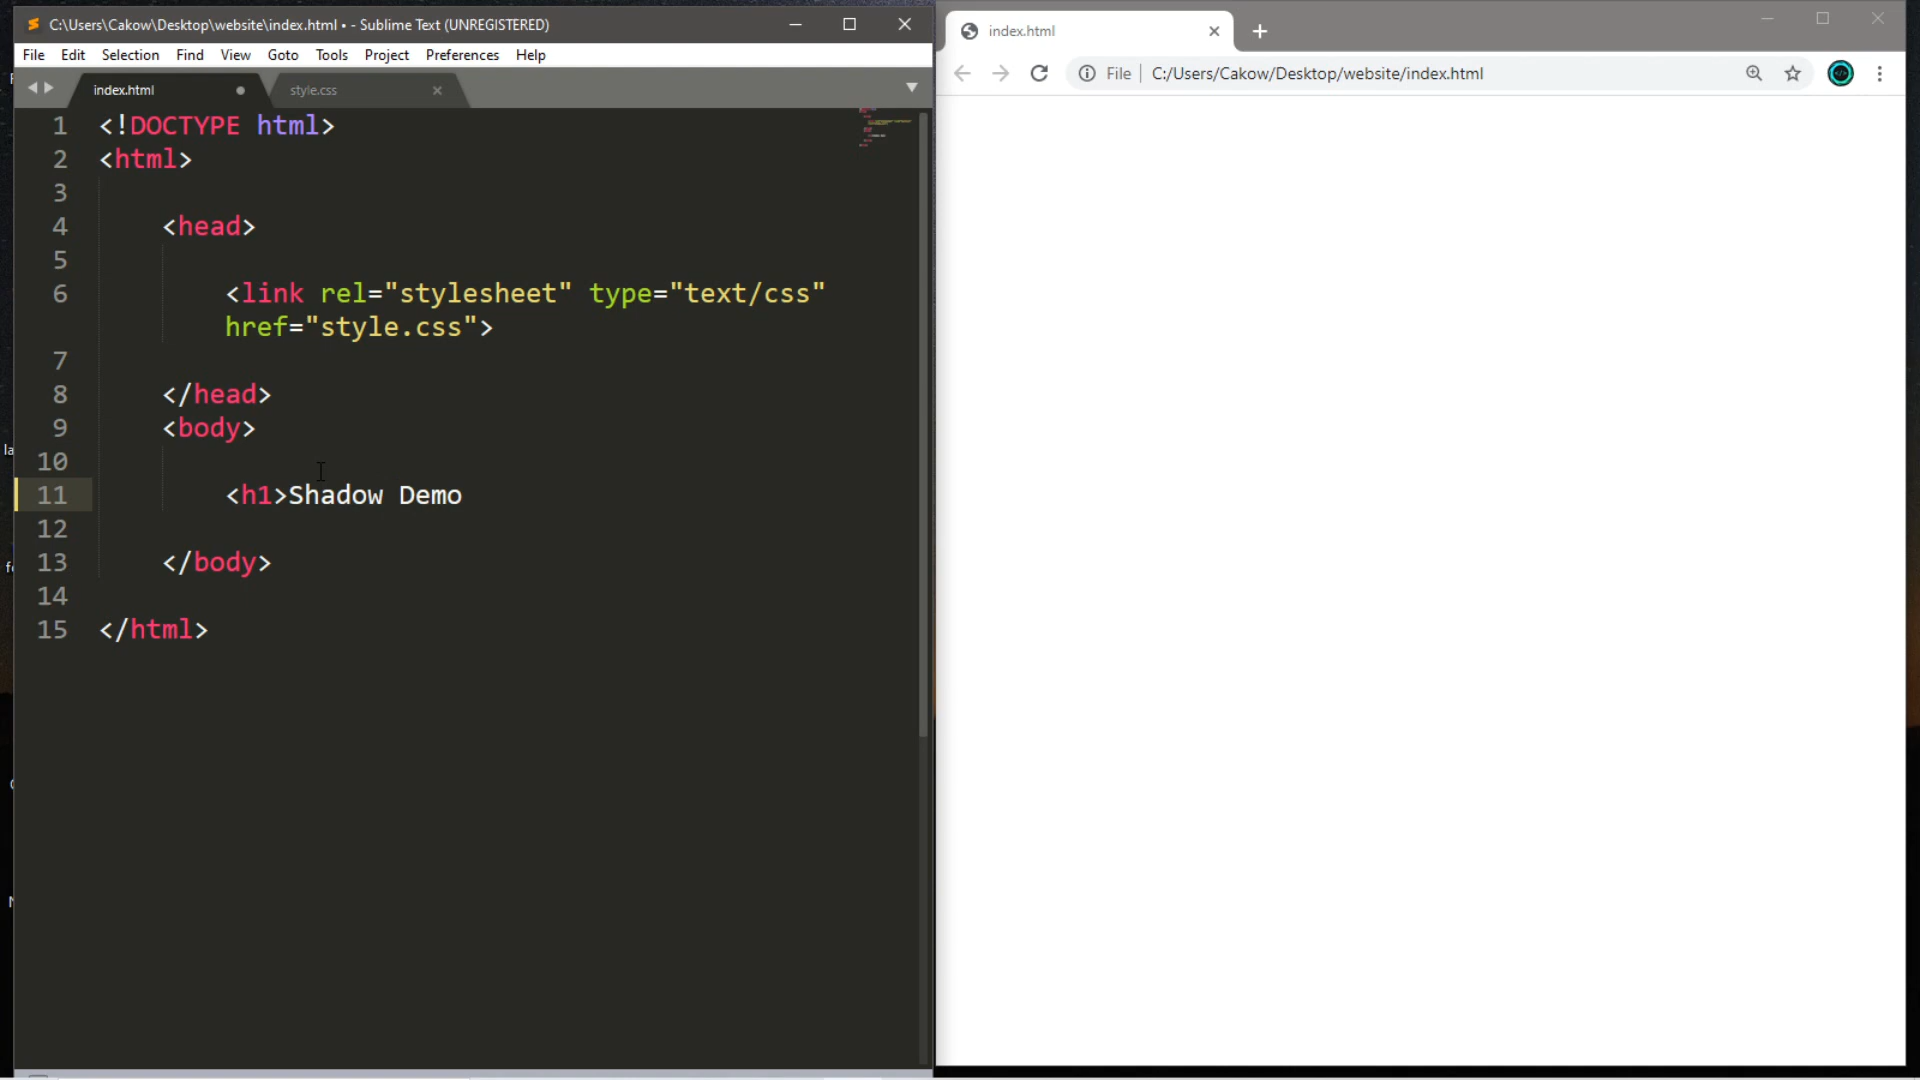 C:\Users\Cakow\Desktop\website\index.html • - Sublime Text (UNREGISTERED)
File Edit Selection Find View Goto Tools Project Preferences Help
index.html style.css
1 <!DOCTYPE html>
2 <html>
3
4 <head>
5
6 <link rel="stylesheet" type="text/css"
href="style.css">
7
8 </head>
9 <body>
10
11 <h1>Shadow Demo
12
13 </body>
14
15 </html>
index.html
File C:/Users/Cakow/Desktop/website/index.html